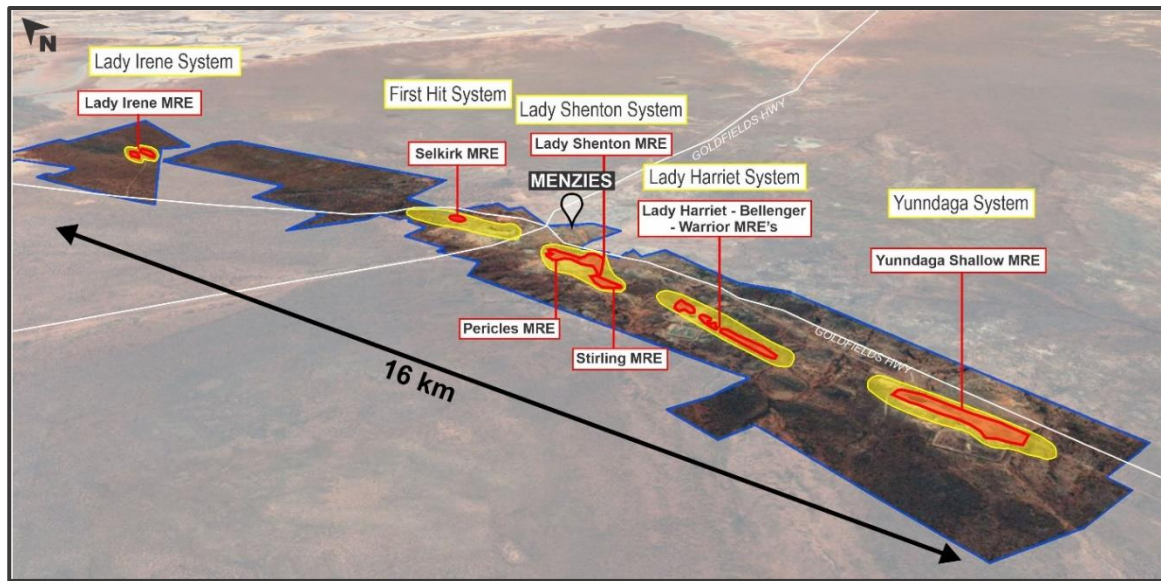 N
Lady Irene System
Lady Irene MRE
First Hit System
Selkirk MRE
Lady Shenton System
Lady Shenton MRE
MENZIES
GOLDFIELDS HWY
Lady Harriet System
Lady Harriet - Bellenger
- Warrior MRE's
Yunndaga System
Yunndaga Shallow MRE
Pericles MRE
Stirling MRE
GOLDFIELDS HWY
16 km